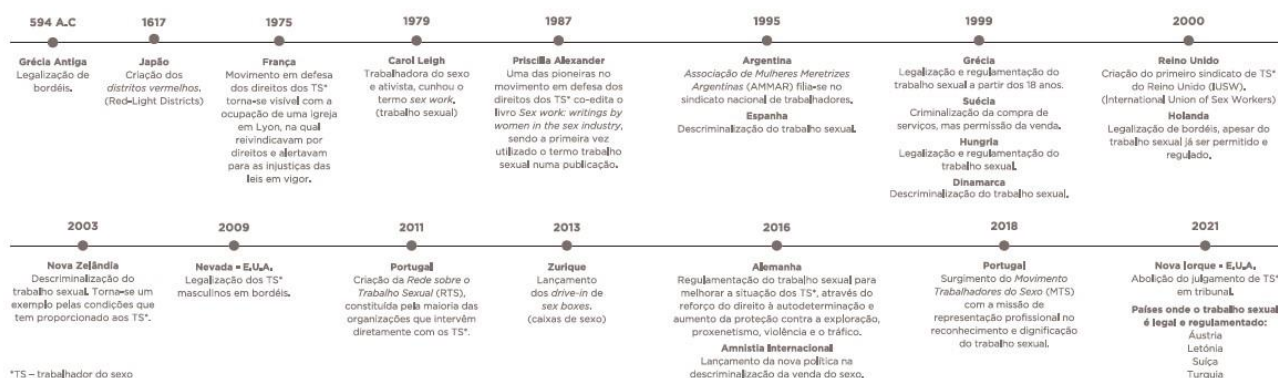 594 A.C
Grécia Antiga
Legalização de
bordéis.
1617
Japão
Criação dos
distritos vermelhos.
(Red-Light Districts)
1975
França
Movimento em defesa
dos direitos dos TS*
torna-se visível com a
ocupação de uma igreja
em Lyon, na qual
reivindicavam por
direitos e alertavam
para as injustiças das
leis em vigor.
1979
Carol Leigh
Trabalhadora do sexo
e ativista, cunhou o
termo sex work.
(trabalho sexual)
1987
Priscilla Alexander
Uma das pioneiras no
movimento em defesa dos
direitos dos TS* co-edita o
livro Sex work: writings by
women in the sex industry,
sendo a primeira vez
utilizado o termo trabalho
sexual numa publicação.
1995
Argentina
Associação de Mulheres Meretrizes
Argentinas (AMMAR) filia-se no
sindicato nacional de trabalhadores.
Espanha
Descriminalização do trabalho sexual.
1999
Grécia
Legalização e regulamentação do
trabalho sexual a partir dos 18 anos.
Suécia
Criminalização da compra de
serviços, mas permissão da venda.
Hungria
Legalização e regulamentação do
trabalho sexual.
Dinamarca
Descriminalização do trabalho sexual.
2000
Reino Unido
Criação do primeiro sindicato de TS*
do Reino Unido (IUSW).
(International Union of Sex Workers)
Holanda
Legalização de bordéis, apesar do
trabalho sexual já ser permitido e
regulado.
2003
Nova Zelândia
Descriminalização do
trabalho sexual. Torna-se um
exemplo pelas condições que
tem proporcionado aos TS*.
2009
Nevada - E.U.A.
Legalização dos TS*
masculinos em bordéis.
2011
Portugal
Criação da Rede sobre o
Trabalho Sexual (RTS),
constituída pela maioria das
organizações que intervêm
diretamente com os TS*.
2013
Zurique
Lançamento
dos drive-in de
sex boxes.
(caixas de sexo)
2016
Alemanha
Regulamentação do trabalho sexual para
melhorar a situação dos TS*, através do
reforço do direito à autodeterminação e
aumento da proteção contra a exploração,
proxenetismo, violência e o tráfico.
Amnistia Internacional
Lançamento da nova política na
descriminalização da venda do sexo.
2018
Portugal
Surgimento do Movimento
Trabalhadores do Sexo (MTS)
com a missão de
representação profissional no
reconhecimento e dignificação
do trabalho sexual.
2021
Nova Iorque - E.U.A.
Abolição do julgamento de TS*
em tribunal.
Países onde o trabalho sexual
é legal e regulamentado:
Áustria
Letónia
Suíça
Turquia
*TS – trabalhador do sexo